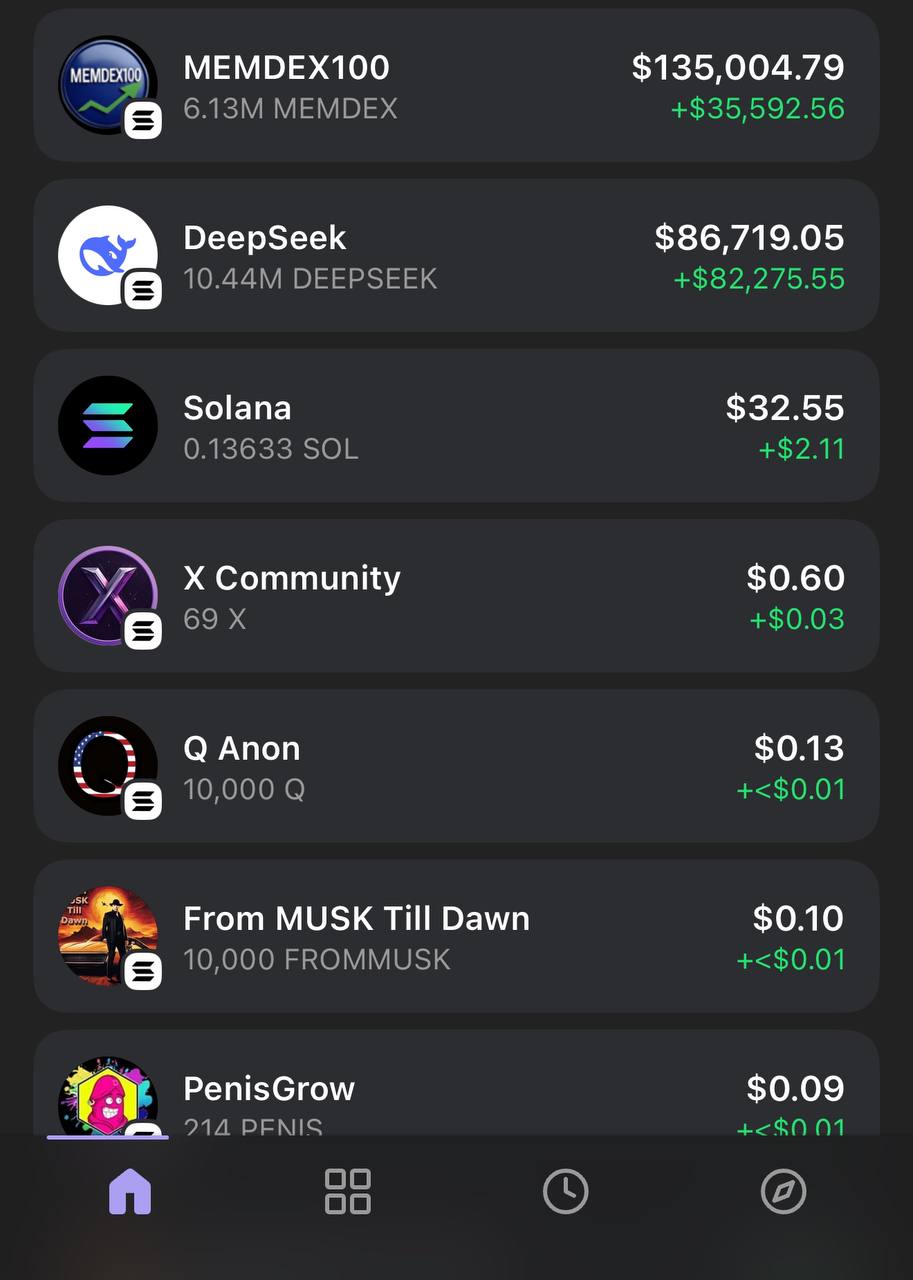 MEMDEX100
MEMDEX100
$135,004.79
6.13M MEMDEX
+$35,592.56
DeepSeek
$86,719.05
10.44M DEEPSEEK
+$82,275.55
Solana
$32.55
0.13633 SOL
+$2.11
X Community
$0.60
69 X
+$0.03
Q Anon
$0.13
10,000 Q
+<$0.01
MUSK
Till
Dawn
From MUSK Till Dawn
$0.10
10,000 FROMMUSK
+<$0.01
PenisGrow
$0.09
214 PENIS
+<$0.01